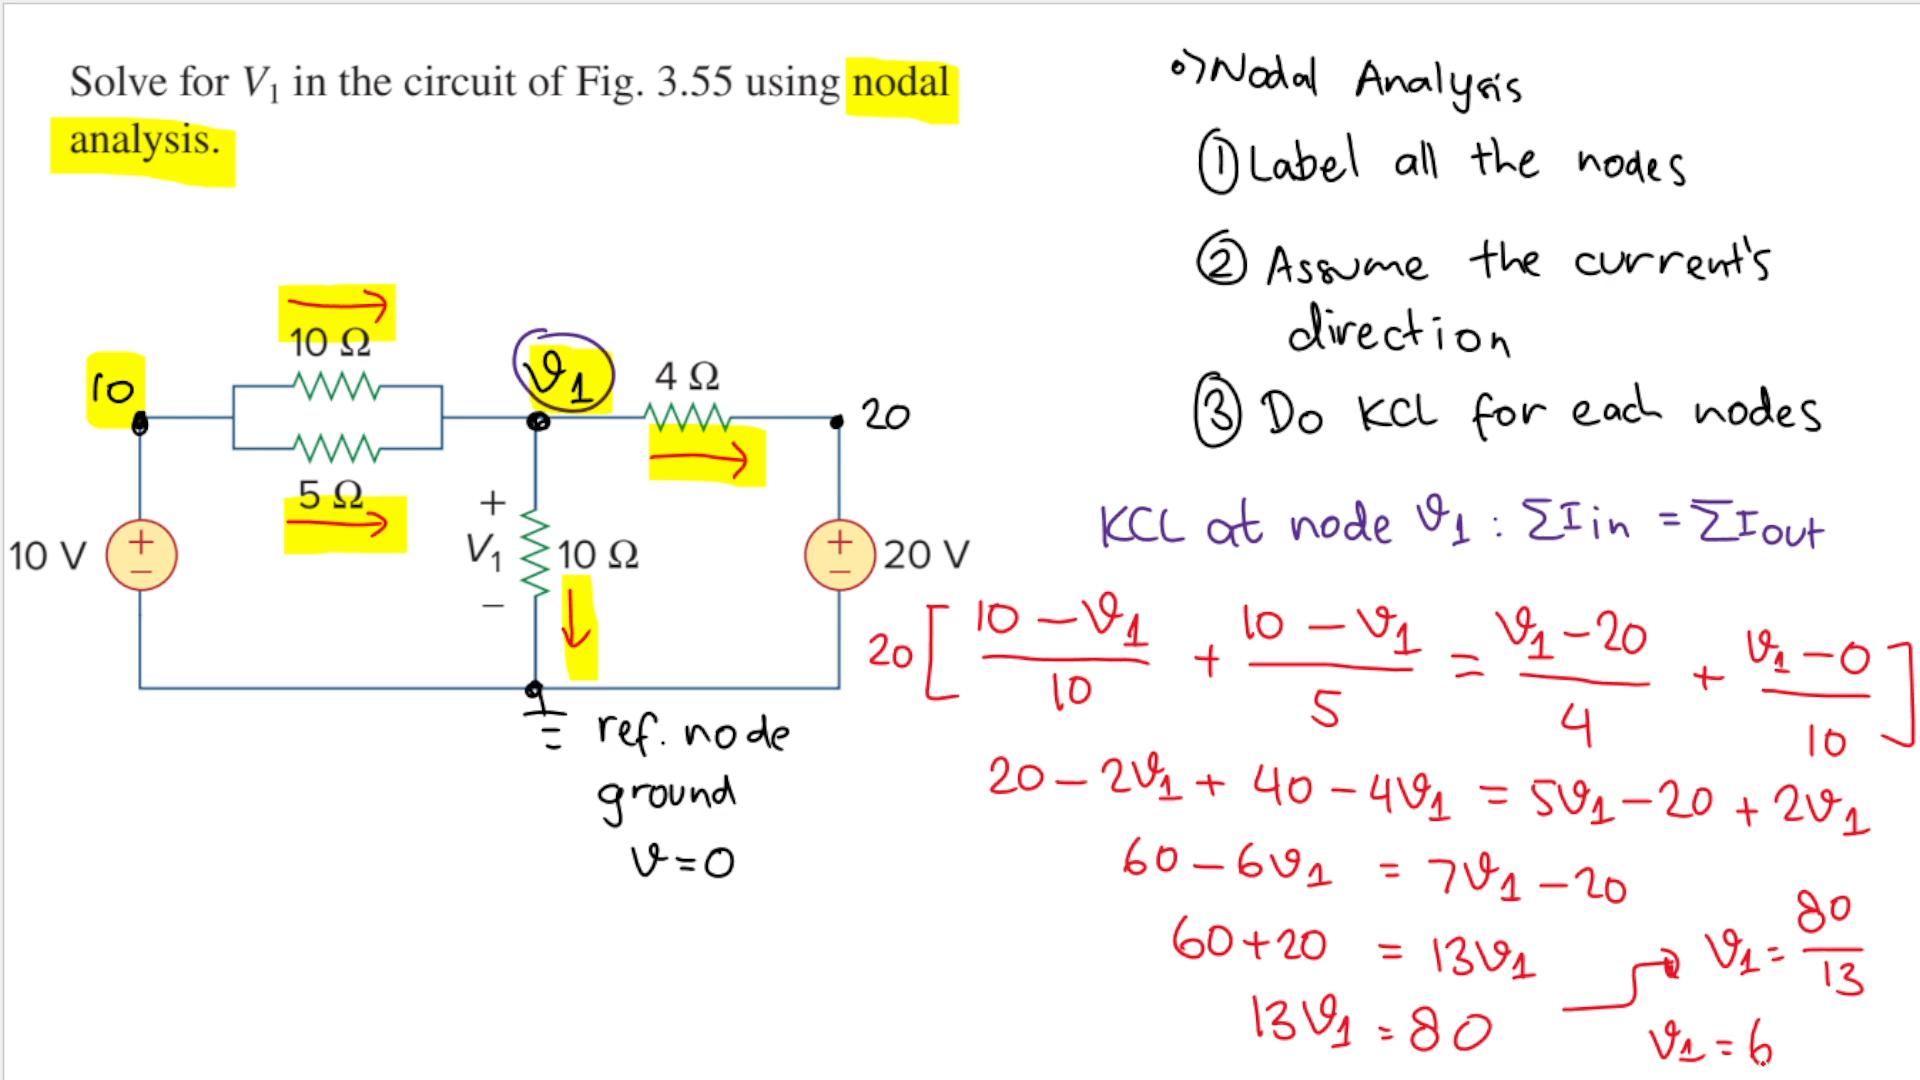 Solve for V₁ in the circuit of Fig. 3.55 using nodal
analysis.
10 Ω
10
5 Ω
10 V
𝑣₁
4 Ω
20
+
V₁
−
10 Ω
+
−
+
−
20 V
ref. node
ground
𝑣=0
Nodal Analysis
① Label all the nodes
② Assume the current's
direction
③ Do KCL for each nodes
KCL at node 𝑣₁ : ΣI in = ΣI out
20 [ (10 − 𝑣₁)/10 + (10 − 𝑣₁)/5 = (𝑣₁ − 20)/4 + (𝑣₁ − 0)/10 ]
20 − 2𝑣₁ + 40 − 4𝑣₁ = 5𝑣₁ − 20 + 2𝑣₁
60 − 6𝑣₁ = 7𝑣₁ − 20
60 + 20 = 13𝑣₁
13𝑣₁ = 80
𝑣₁ = 80/13
𝑣₁ = 6.